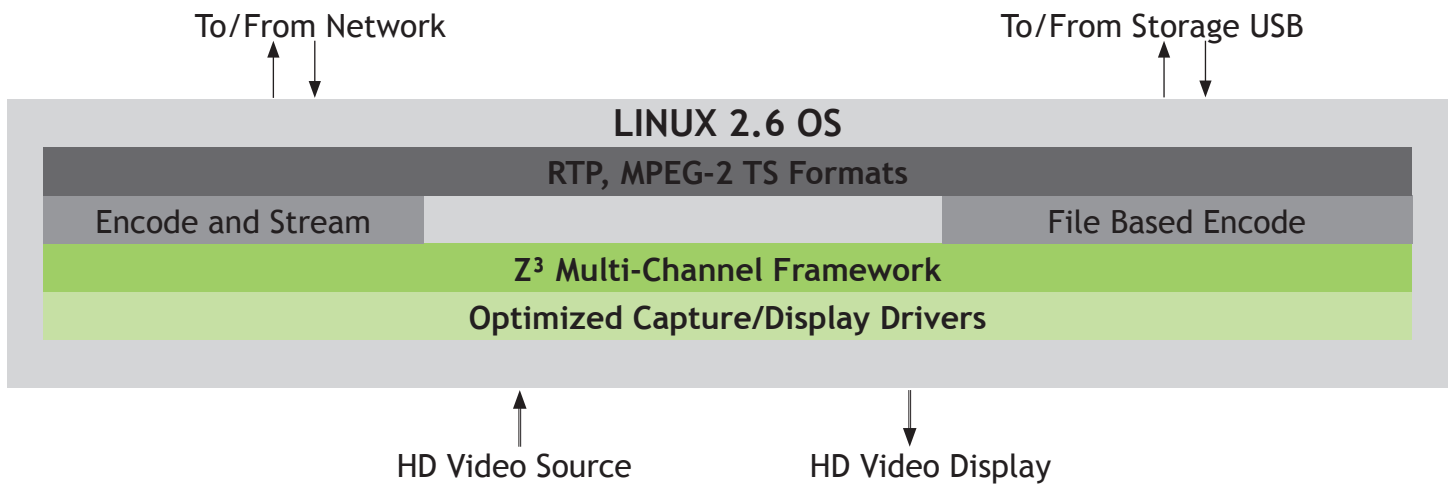 To/From Network
To/From Storage USB
LINUX 2.6 OS
RTP, MPEG-2 TS Formats
Encode and Stream
File Based Encode
Z³ Multi-Channel Framework
Optimized Capture/Display Drivers
HD Video Source
HD Video Display